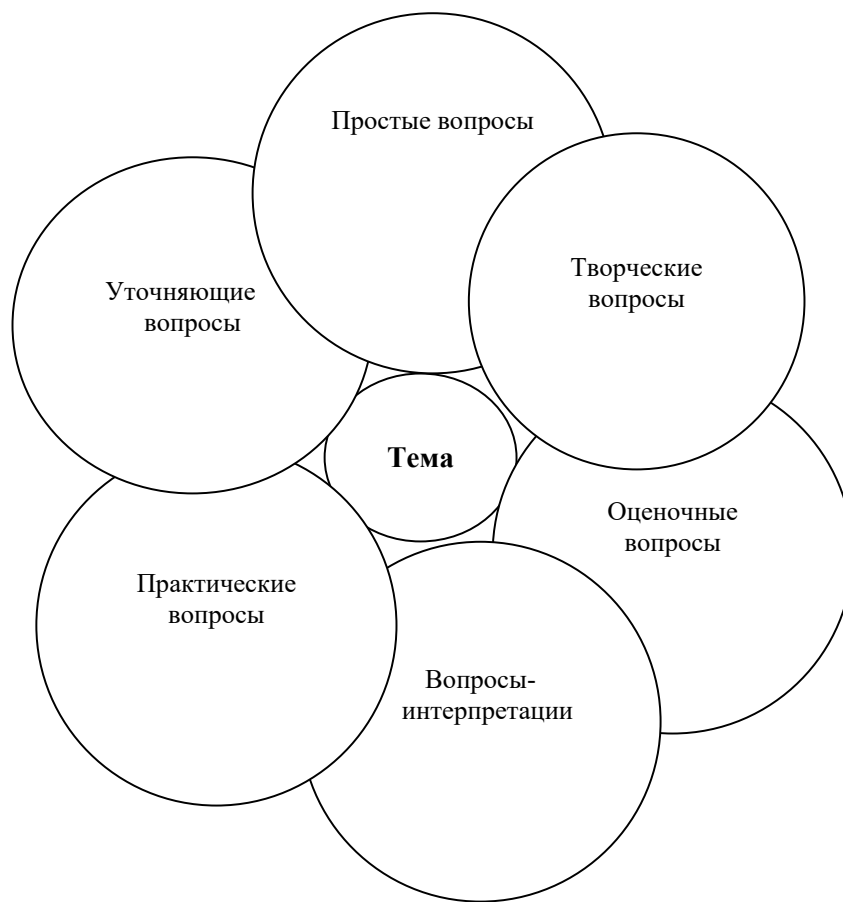 Простые вопросы
Творческие
вопросы
Уточняющие
вопросы
Тема
Оценочные
вопросы
Практические
вопросы
Вопросы-
интерпретации